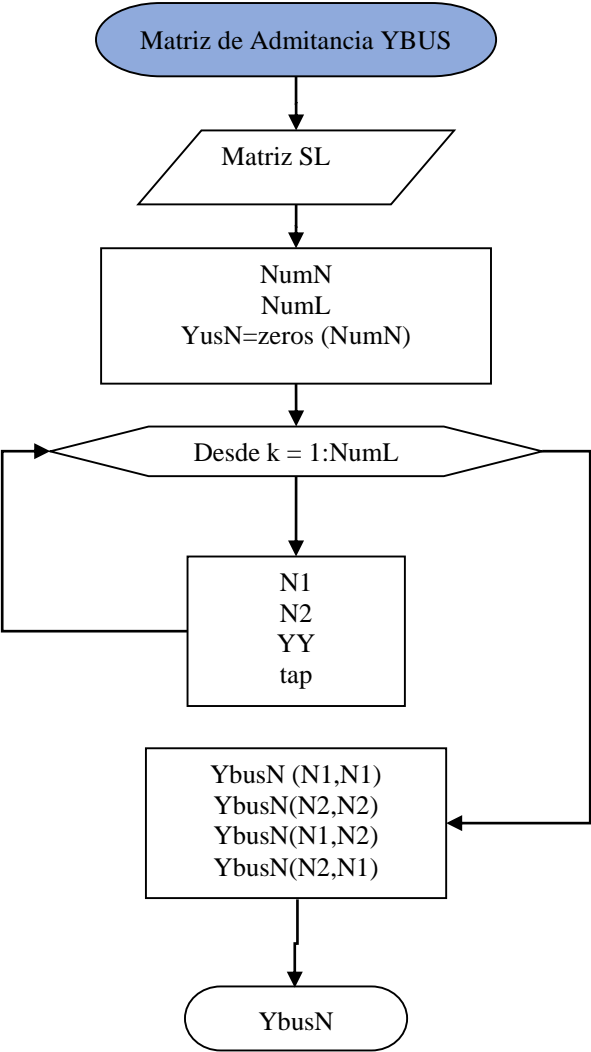 Matriz de Admitancia YBUS
Matriz SL
NumN
NumL
YusN=zeros (NumN)
Desde k = 1:NumL
N1
N2
YY
tap
YbusN (N1,N1)
YbusN(N2,N2)
YbusN(N1,N2)
YbusN(N2,N1)
YbusN